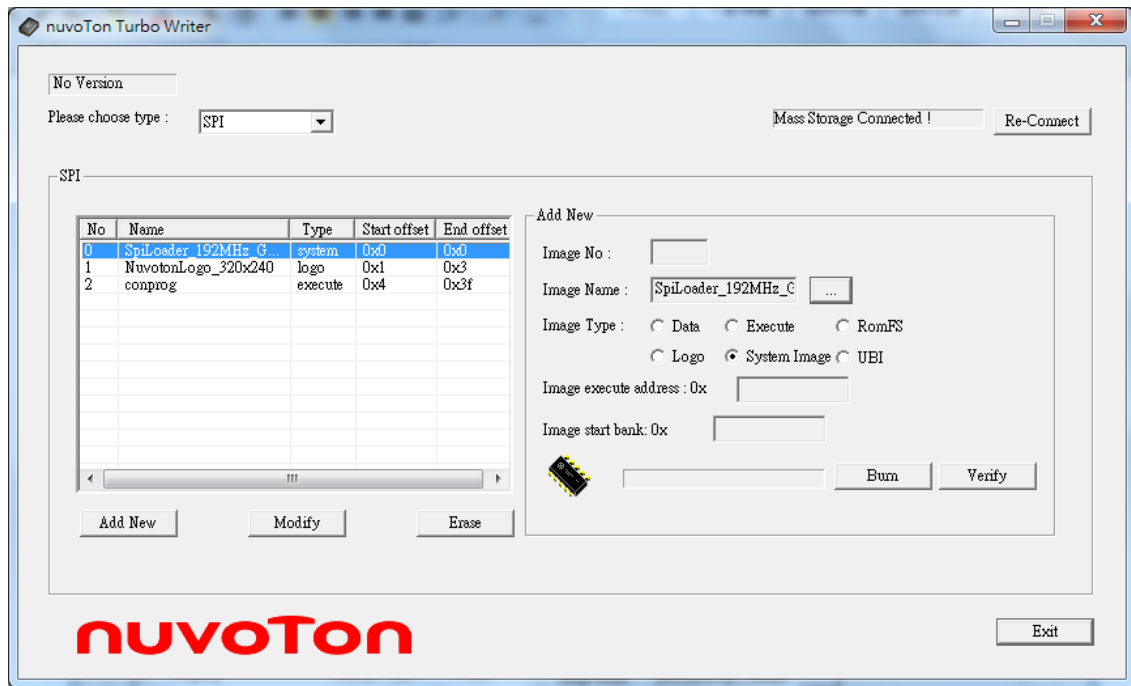 nuvoTon Turbo Writer
No Version
Please choose type : SPI
Mass Storage Connected ! Re-Connect
SPI
No Name Type Start offset End offset
0 SpiLoader_192MHz_G... system 0x0 0x0
1 NuvotonLogo_320x240 logo 0x1 0x3
2 conprog execute 0x4 0x3f
Add New Modify Erase
Add New
Image No :
Image Name : SpiLoader_192MHz_G ...
Image Type : Data Execute RomFS
Logo System Image UBI
Image execute address : 0x
Image start bank: 0x
Burn Verify
nuvoTon
Exit